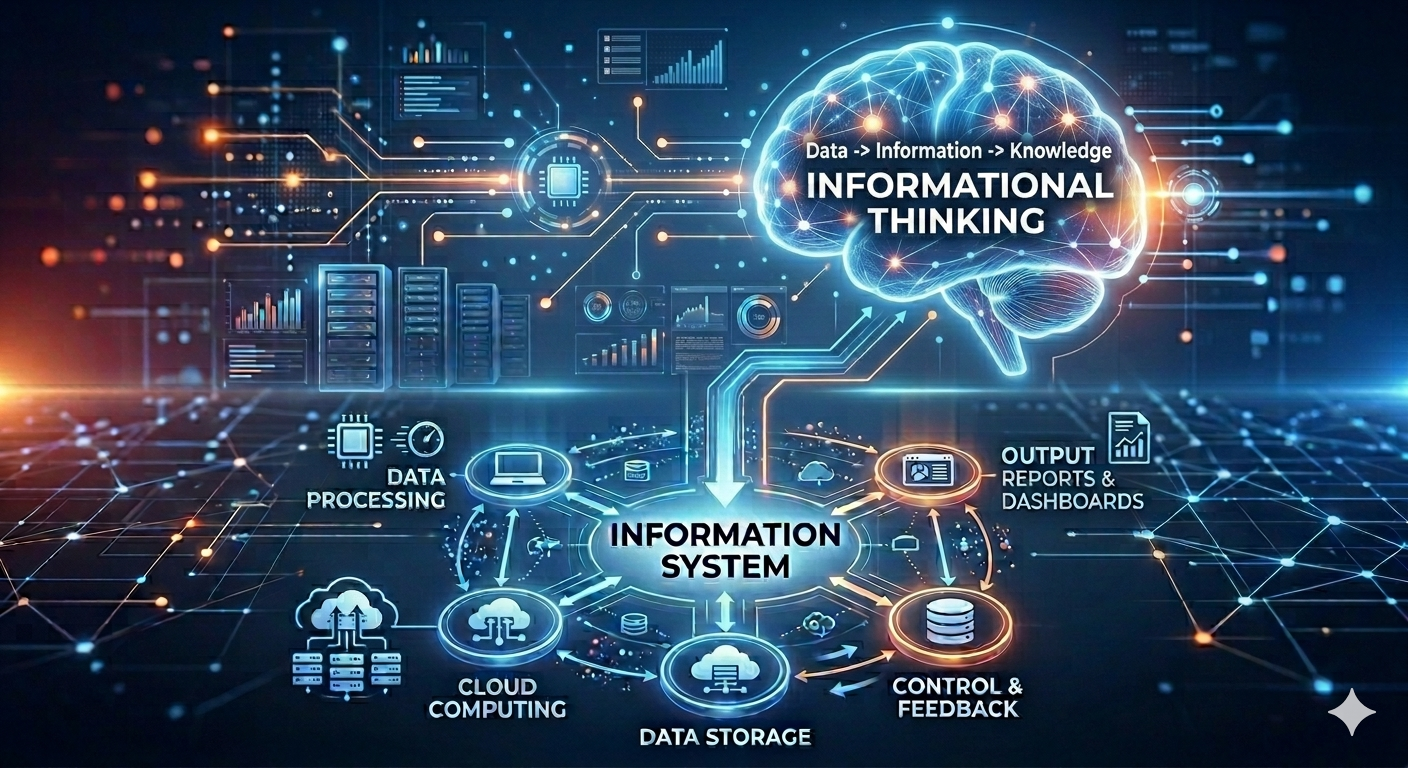 Data -> Information -> Knowledge
INFORMATIONAL
THINKING
DATA
PROCESSING
OUTPUT
REPORTS &
DASHBOARDS
INFORMATION
SYSTEM
CLOUD
COMPUTING
CONTROL &
FEEDBACK
DATA STORAGE